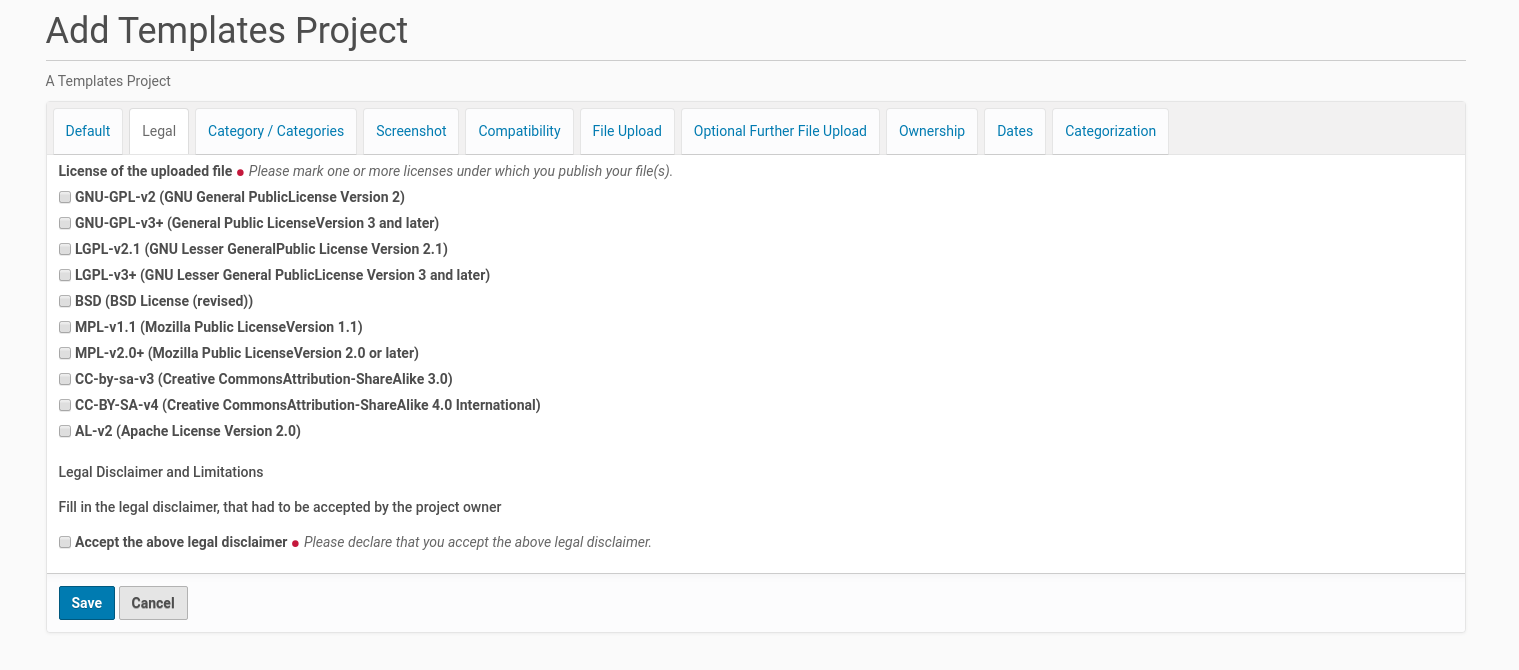 Add Templates Project
A Templates Project
Default Legal Category / Categories Screenshot Compatibility File Upload Optional Further File Upload Ownership Dates Categorization
License of the uploaded file Please mark one or more licenses under which you publish your file(s).
GNU-GPL-v2 (GNU General PublicLicense Version 2)
GNU-GPL-v3+ (General Public LicenseVersion 3 and later)
LGPL-v2.1 (GNU Lesser GeneralPublic License Version 2.1)
LGPL-v3+ (GNU Lesser General PublicLicense Version 3 and later)
BSD (BSD License (revised))
MPL-v1.1 (Mozilla Public LicenseVersion 1.1)
MPL-v2.0+ (Mozilla Public LicenseVersion 2.0 or later)
CC-by-sa-v3 (Creative CommonsAttribution-ShareAlike 3.0)
CC-BY-SA-v4 (Creative CommonsAttribution-ShareAlike 4.0 International)
AL-v2 (Apache License Version 2.0)
Legal Disclaimer and Limitations
Fill in the legal disclaimer, that had to be accepted by the project owner
Accept the above legal disclaimer Please declare that you accept the above legal disclaimer.
Save Cancel